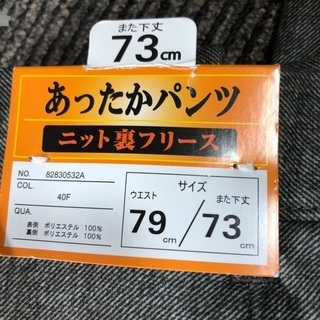 また下丈
73cm
あったかパンツ
ニット裏フリース
NO. 82830532A
COL.
40F
QUA.
表側 ポリエステル 100%
裏側 ポリエステル 100%
サイズ
ウエスト また下丈
79cm/73cm